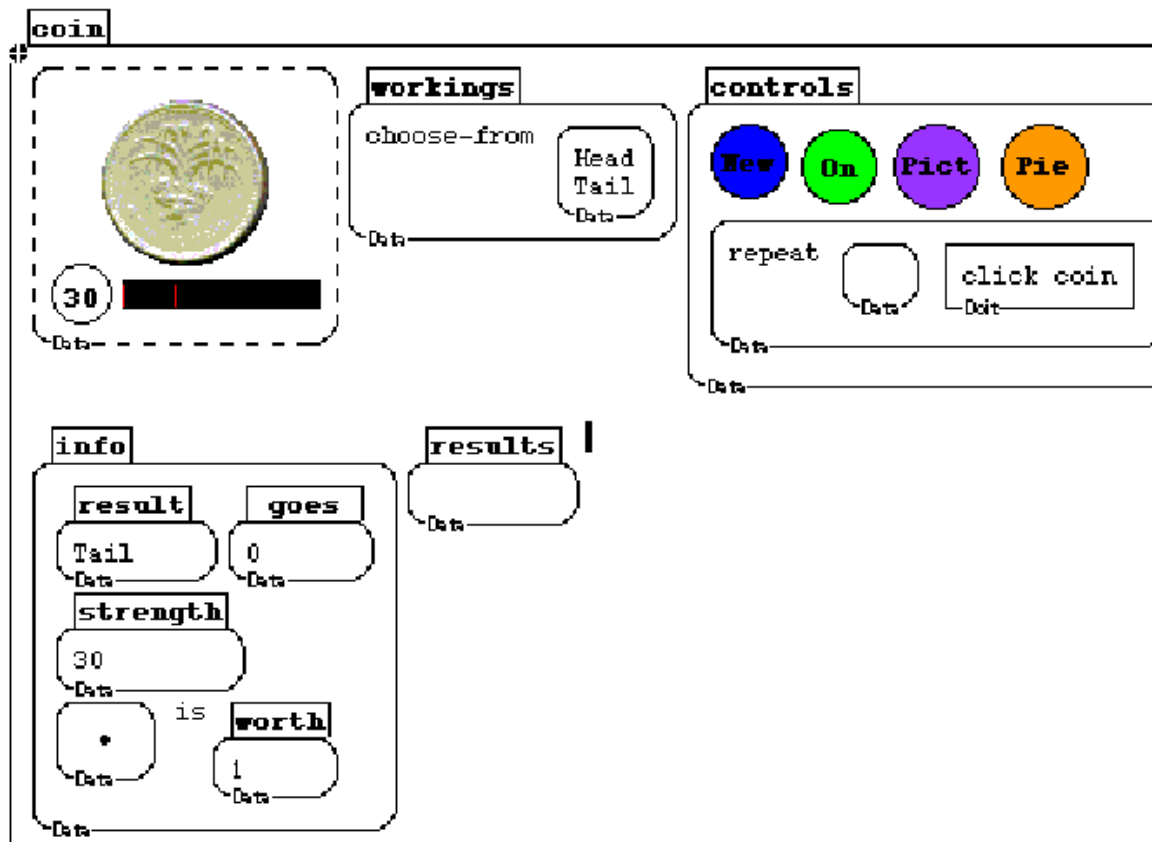 coin
30
Data
workings
choose-from
Head
Tail
Data
Data
controls
New
On
Pict
Pie
repeat
Data
click coin
Doit
Data
Data
info
result
Tail
Data
goes
0
Data
strength
30
Data
Data
is
worth
1
Data
Data
results
Data